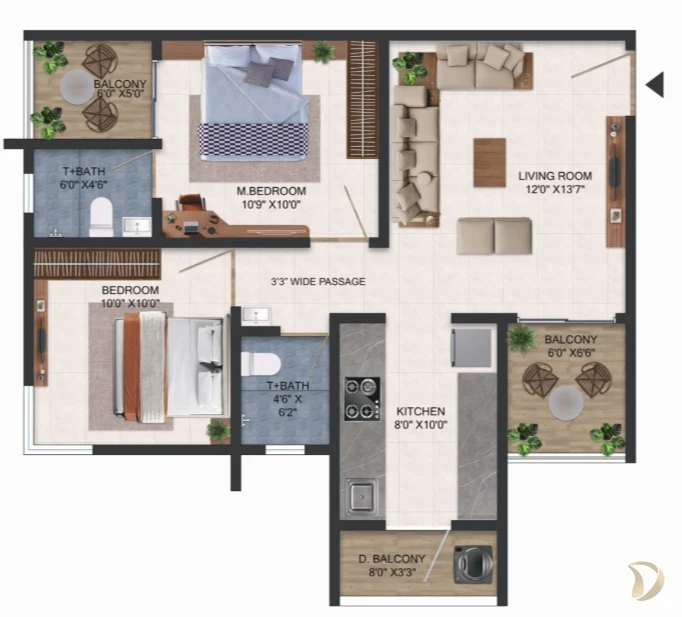 BALCONY
6'0" X5'0"
T+BATH
6'0" X4'6"
M.BEDROOM
10'9" X10'0"
LIVING ROOM
12'0" X13'7"
3'3" WIDE PASSAGE
BEDROOM
10'0" X10'0"
T+BATH
4'6" X
6'2"
KITCHEN
8'0" X10'0"
BALCONY
6'0" X6'6"
D. BALCONY
8'0" X3'3"